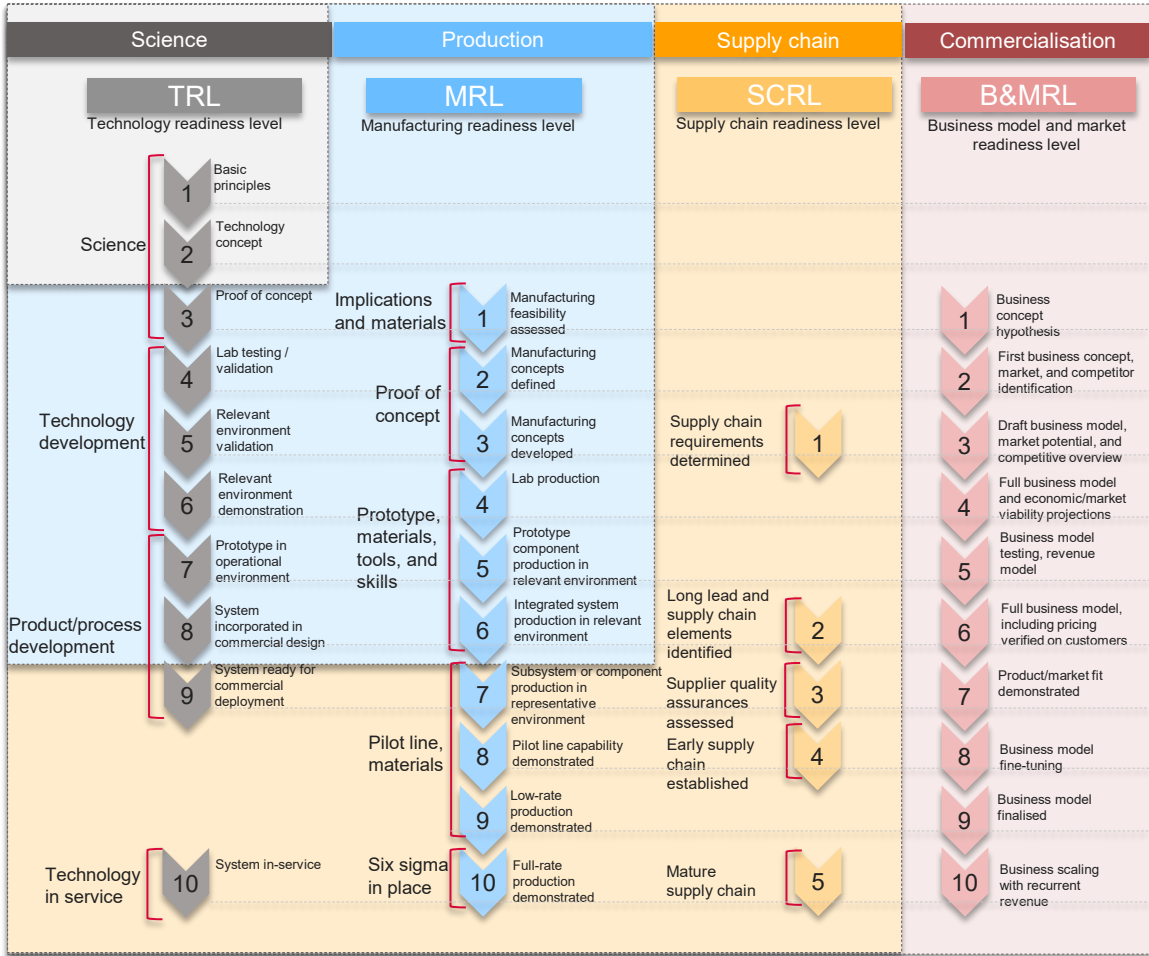 Science
Production
Supply chain
Commercialisation
TRL
Technology readiness level
MRL
Manufacturing readiness level
SCRL
Supply chain readiness level
B&MRL
Business model and market
readiness level
Science
1
Basic
principles
2
Technology
concept
3
Proof of concept
Technology
development
4
Lab testing /
validation
5
Relevant
environment
validation
6
Relevant
environment
demonstration
Product/process
development
7
Prototype in
operational
environment
8
System
incorporated in
commercial design
9
System ready for
commercial
deployment
Technology
in service
10
System in-service
Implications
and materials
1
Manufacturing
feasibility
assessed
Proof of
concept
2
Manufacturing
concepts
defined
3
Manufacturing
concepts
developed
Prototype,
materials,
tools, and
skills
4
Lab production
5
Prototype
component
production in
relevant environment
6
Integrated system
production in relevant
environment
Pilot line,
materials
7
Subsystem or component
production in
representative
environment
8
Pilot line capability
demonstrated
9
Low-rate
production
demonstrated
Six sigma
in place
10
Full-rate
production
demonstrated
Supply chain
requirements
determined
1
Long lead and
supply chain
elements
identified
2
Supplier quality
assurances
assessed
3
Early supply
chain
established
4
Mature
supply chain
5
1
Business
concept
hypothesis
2
First business concept,
market, and competitor
identification
3
Draft business model,
market potential, and
competitive overview
4
Full business model
and economic/market
viability projections
5
Business model
testing, revenue
model
6
Full business model,
including pricing
verified on customers
7
Product/market fit
demonstrated
8
Business model
fine-tuning
9
Business model
finalised
10
Business scaling
with recurrent
revenue